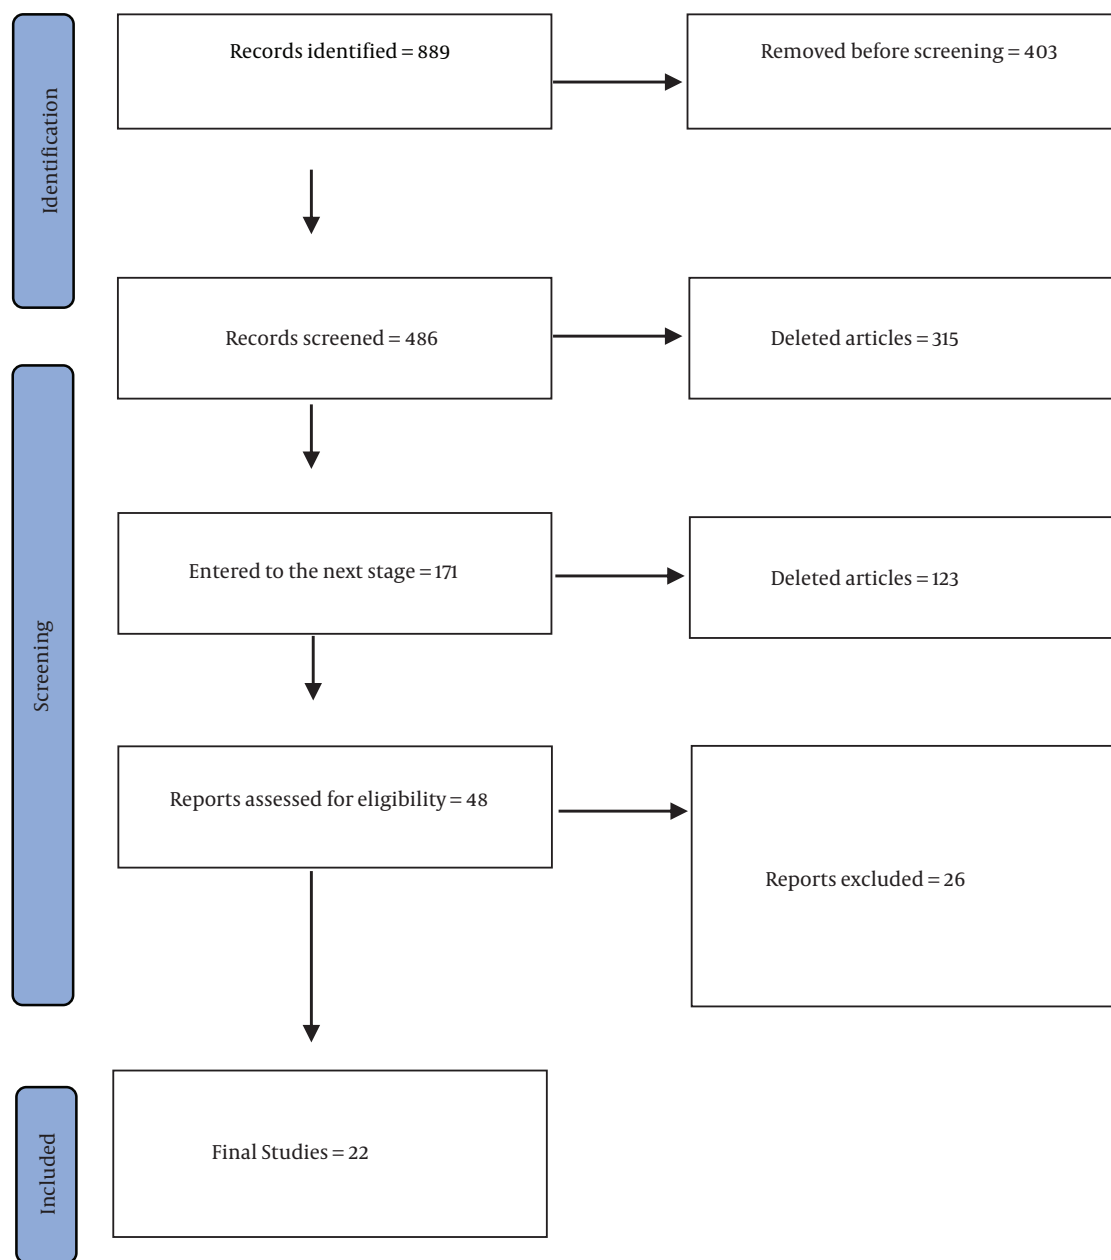 Identification
Records identified = 889
Removed before screening = 403
Records screened = 486
Deleted articles = 315
Screening
Entered to the next stage = 171
Deleted articles = 123
Reports assessed for eligibility = 48
Reports excluded = 26
Included
Final Studies = 22